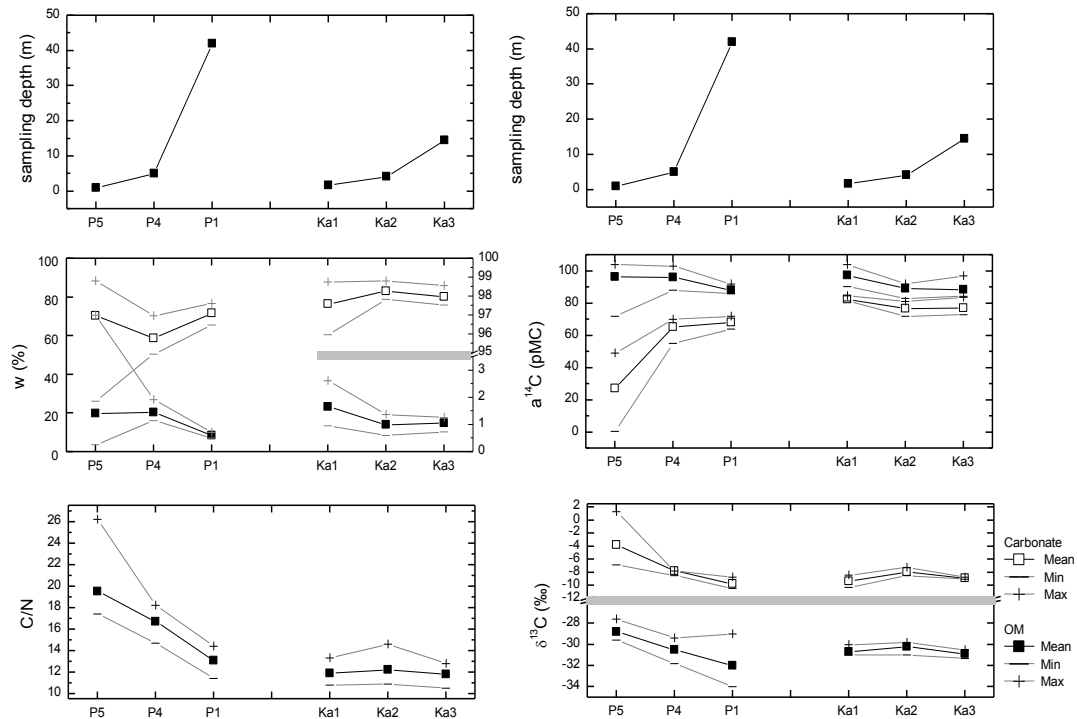 sampling depth (m)
50
40
30
20
10
0
P5 P4 P1 Ka1 Ka2 Ka3
sampling depth (m)
50
40
30
20
10
0
P5 P4 P1 Ka1 Ka2 Ka3
w (%)
100
80
60
40
20
0
100
99
98
97
96
95
3
2
1
0
P5 P4 P1 Ka1 Ka2 Ka3
a 14C (pMC)
100
80
60
40
20
0
P5 P4 P1 Ka1 Ka2 Ka3
C/N
26
24
22
20
18
16
14
12
10
P5 P4 P1 Ka1 Ka2 Ka3
δ13C (‰)
2
0
-2
-4
-6
-8
-10
-12
-28
-30
-32
-34
P5 P4 P1 Ka1 Ka2 Ka3
Carbonate
Mean
Min
Max
OM
Mean
Min
Max